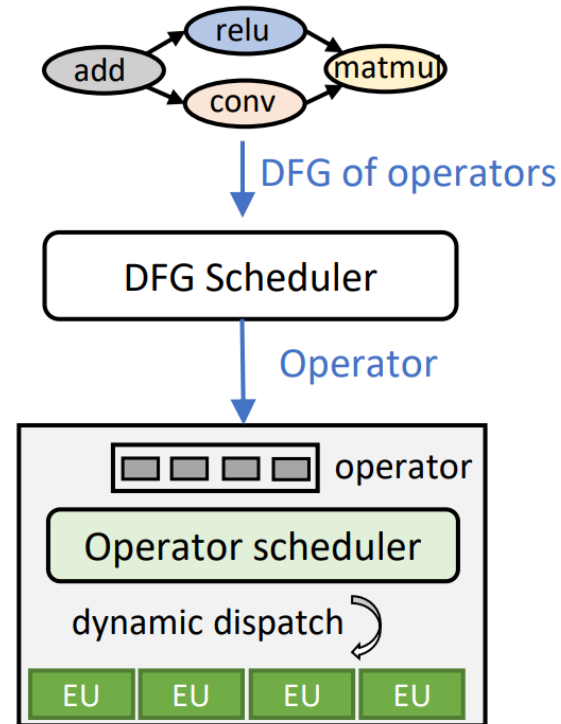 relu
add
matmul
conv
DFG of operators
DFG Scheduler
Operator
operator
Operator scheduler
dynamic dispatch
EU EU EU EU